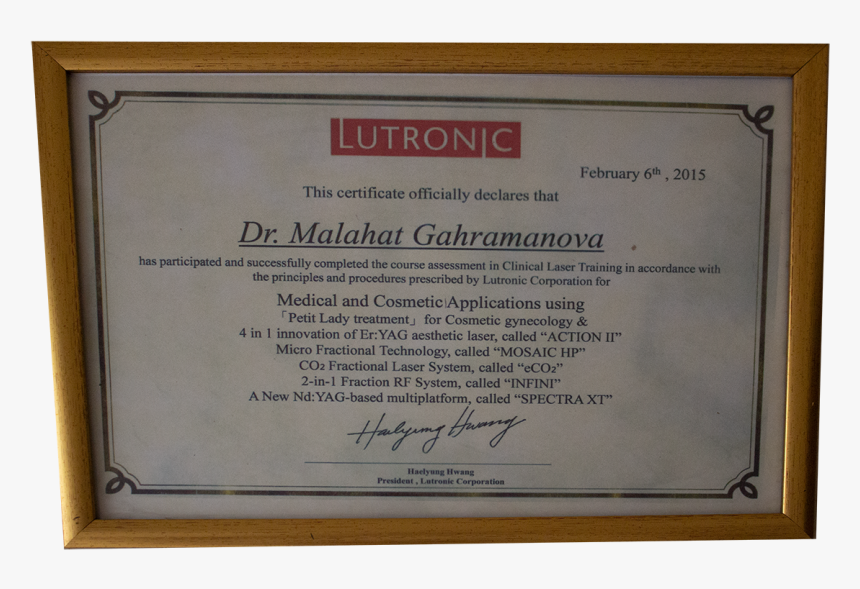 LUTRONIC
February 6th , 2015
This certificate officially declares that
Dr. Malahat Gahramanova
has participated and successfully completed the course assessment in Clinical Laser Training in accordance with
the principles and procedures prescribed by Lutronic Corporation for
Medical and Cosmetic Applications using
「Petit Lady treatment」 for Cosmetic gynecology &
4 in 1 innovation of Er:YAG aesthetic laser, called “ACTION II”
Micro Fractional Technology, called “MOSAIC HP”
CO₂ Fractional Laser System, called “eCO₂”
2-in-1 Fraction RF System, called “INFINI”
A New Nd:YAG-based multiplatform, called “SPECTRA XT”
Haelyung Hwang
Haelyung Hwang
President , Lutronic Corporation